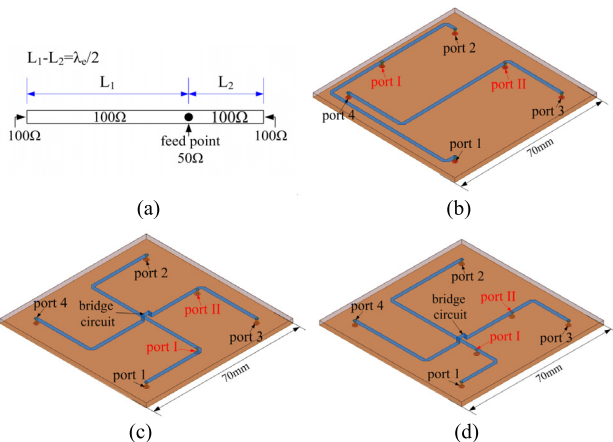 L₁-L₂=λₑ/2
L₁
L₂
100Ω
100Ω
100Ω
100Ω
feed point
50Ω
(a)
port 2
port I
port II
port 4
port 3
port 1
70mm
(b)
port 2
port 4
bridge
circuit
port II
port I
port 3
port 1
70mm
(c)
port 2
port 4
bridge
circuit
port II
port I
port 3
port 1
70mm
(d)